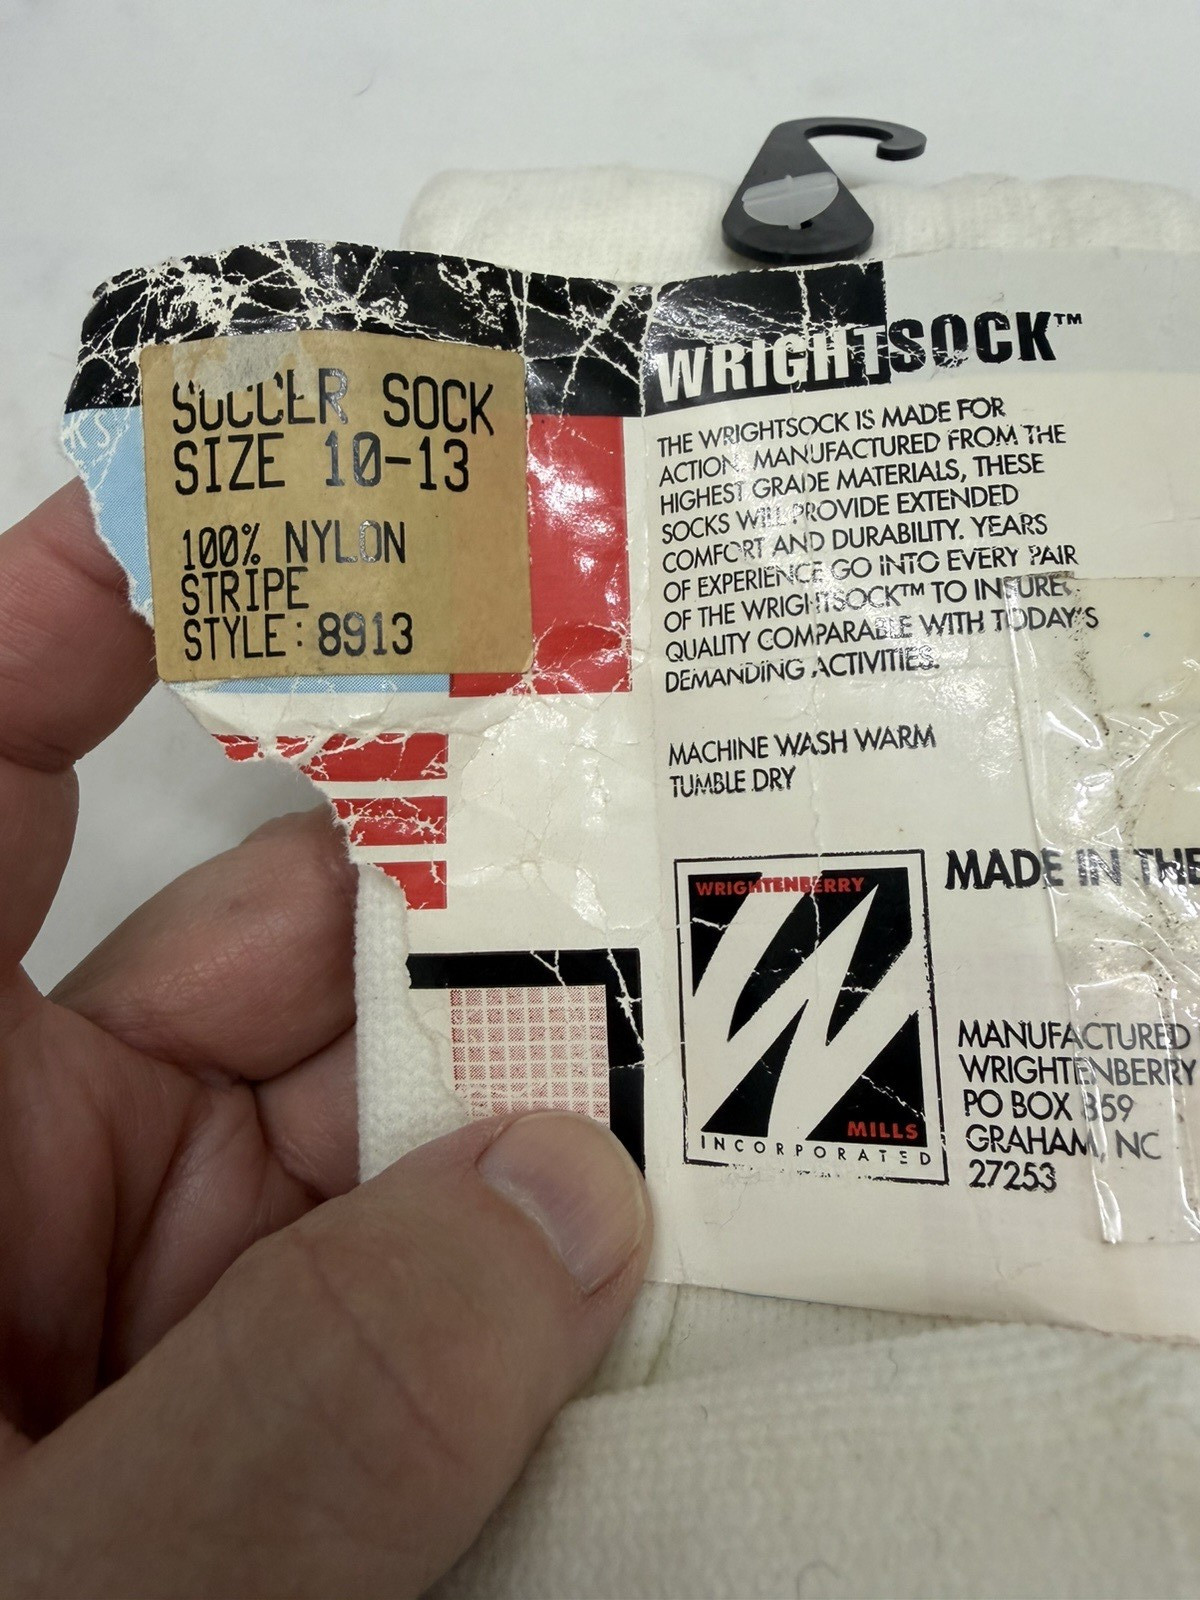 SOCCER SOCK
SIZE 10-13
100% NYLON
STRIPE
STYLE: 8913
WRIGHTSOCK™
THE WRIGHTSOCK IS MADE FOR
ACTION. MANUFACTURED FROM THE
HIGHEST GRADE MATERIALS, THESE
SOCKS WILL PROVIDE EXTENDED
COMFORT AND DURABILITY. YEARS
OF EXPERIENCE GO INTO EVERY PAIR
OF THE WRIGHTSOCK™ TO INSURE
QUALITY COMPARABLE WITH TODAY'S
DEMANDING ACTIVITIES.
MACHINE WASH WARM
TUMBLE DRY
WRIGHTENBERRY
MILLS
INCORPORATED
MADE IN THE
MANUFACTURED
WRIGHTENBERRY
PO BOX 859
GRAHAM, NC
27253